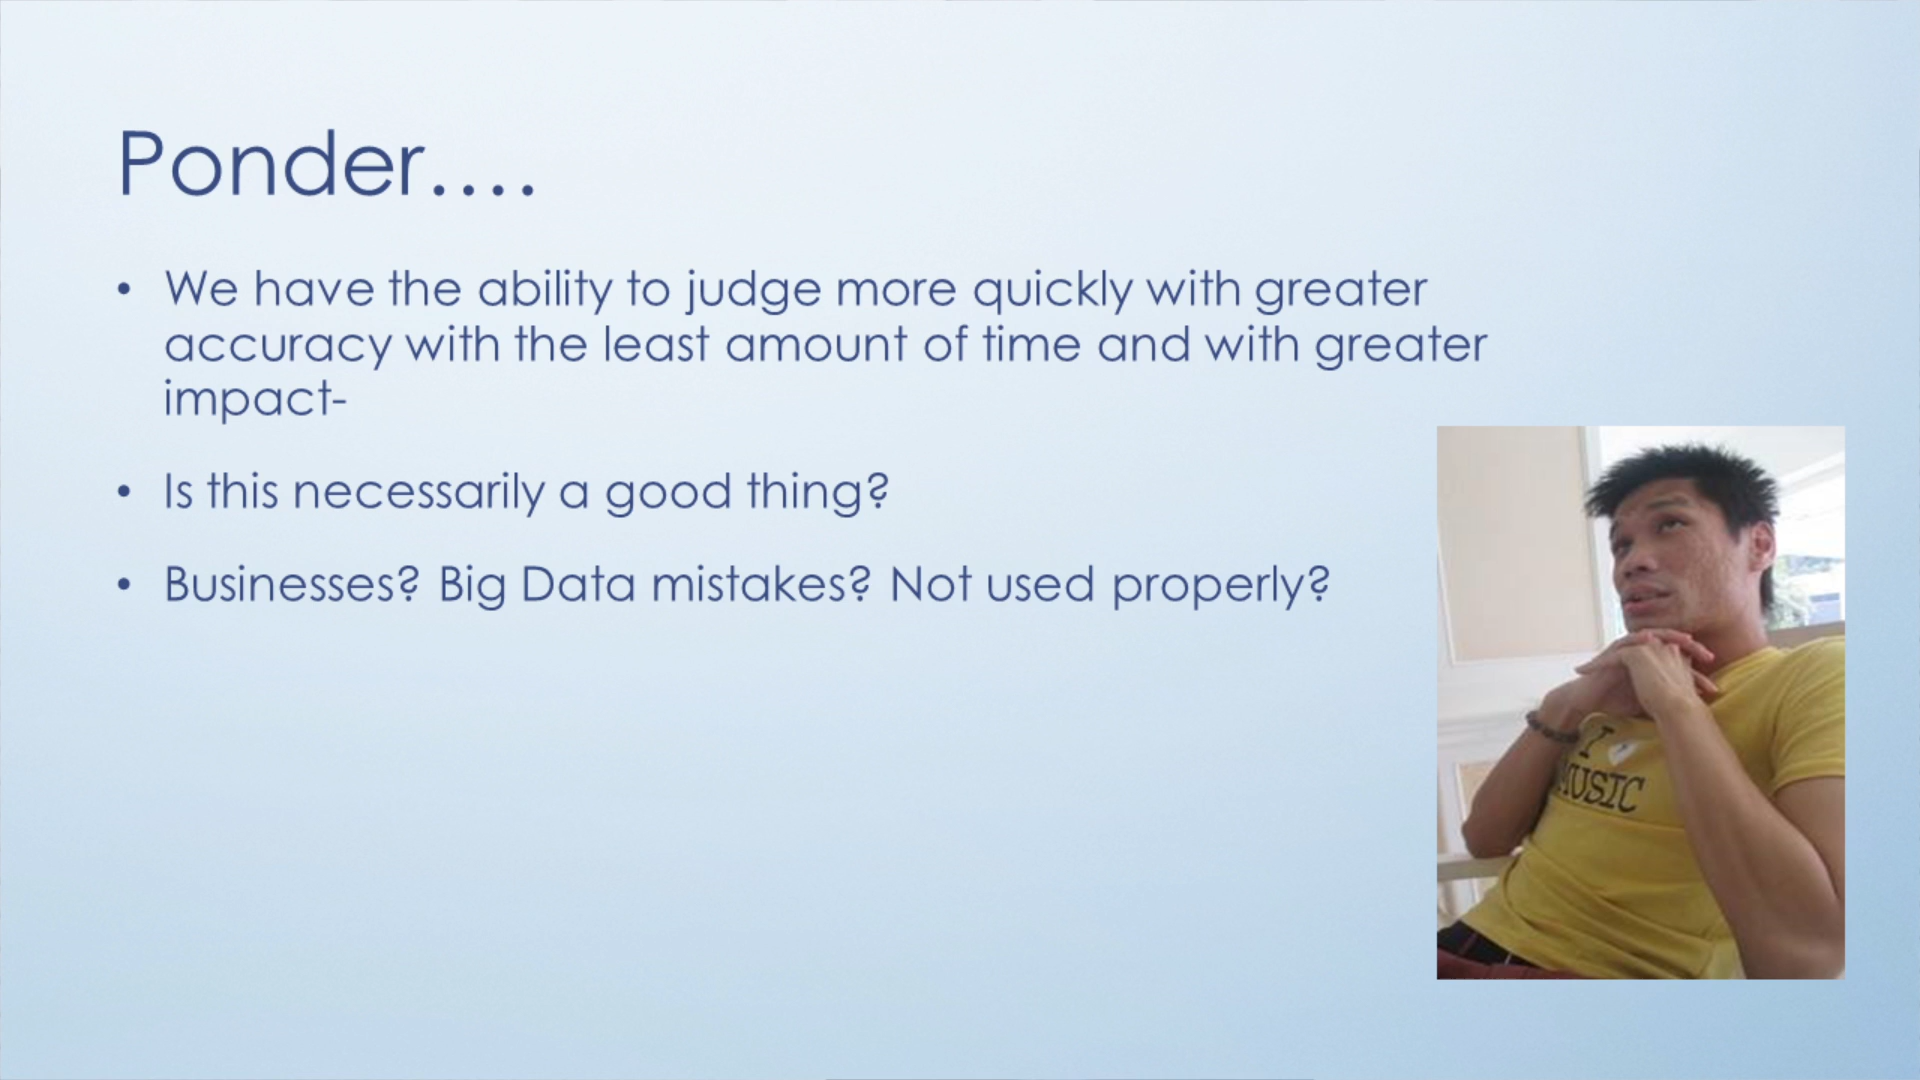 Ponder....
• We have the ability to judge more quickly with greater
accuracy with the least amount of time and with greater
impact-
• Is this necessarily a good thing?
• Businesses? Big Data mistakes? Not used properly?
I
MUSIC